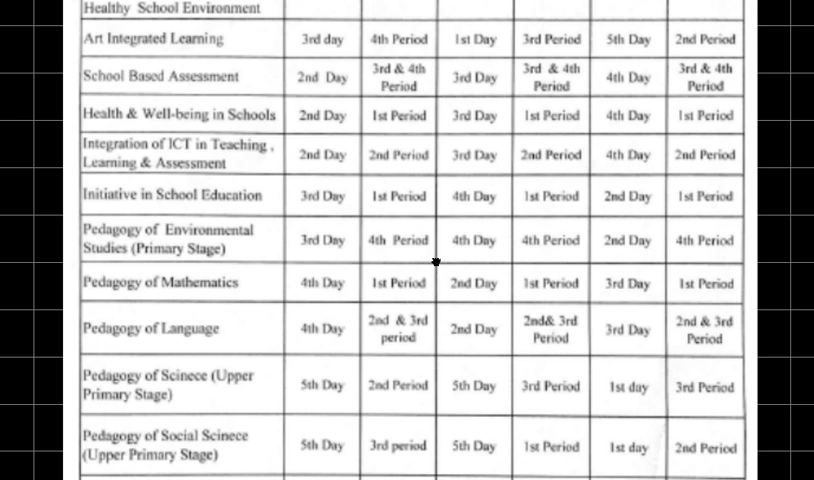 Healthy School Environment
Art Integrated Learning 3rd day 4th Period 1st Day 3rd Period 5th Day 2nd Period
School Based Assessment 2nd Day 3rd & 4th Period 3rd Day 3rd & 4th Period 4th Day 3rd & 4th Period
Health & Well-being in Schools 2nd Day 1st Period 3rd Day 1st Period 4th Day 1st Period
Integration of ICT in Teaching ,
Learning & Assessment 2nd Day 2nd Period 3rd Day 2nd Period 4th Day 2nd Period
Initiative in School Education 3rd Day 1st Period 4th Day 1st Period 2nd Day 1st Period
Pedagogy of Environmental
Studies (Primary Stage) 3rd Day 4th Period 4th Day 4th Period 2nd Day 4th Period
Pedagogy of Mathematics 4th Day 1st Period 2nd Day 1st Period 3rd Day 1st Period
Pedagogy of Language 4th Day 2nd & 3rd period 2nd Day 2nd& 3rd Period 3rd Day 2nd & 3rd Period
Pedagogy of Scinece (Upper
Primary Stage) 5th Day 2nd Period 5th Day 3rd Period 1st day 3rd Period
Pedagogy of Social Scinece
(Upper Primary Stage) 5th Day 3rd period 5th Day 1st Period 1st day 2nd Period